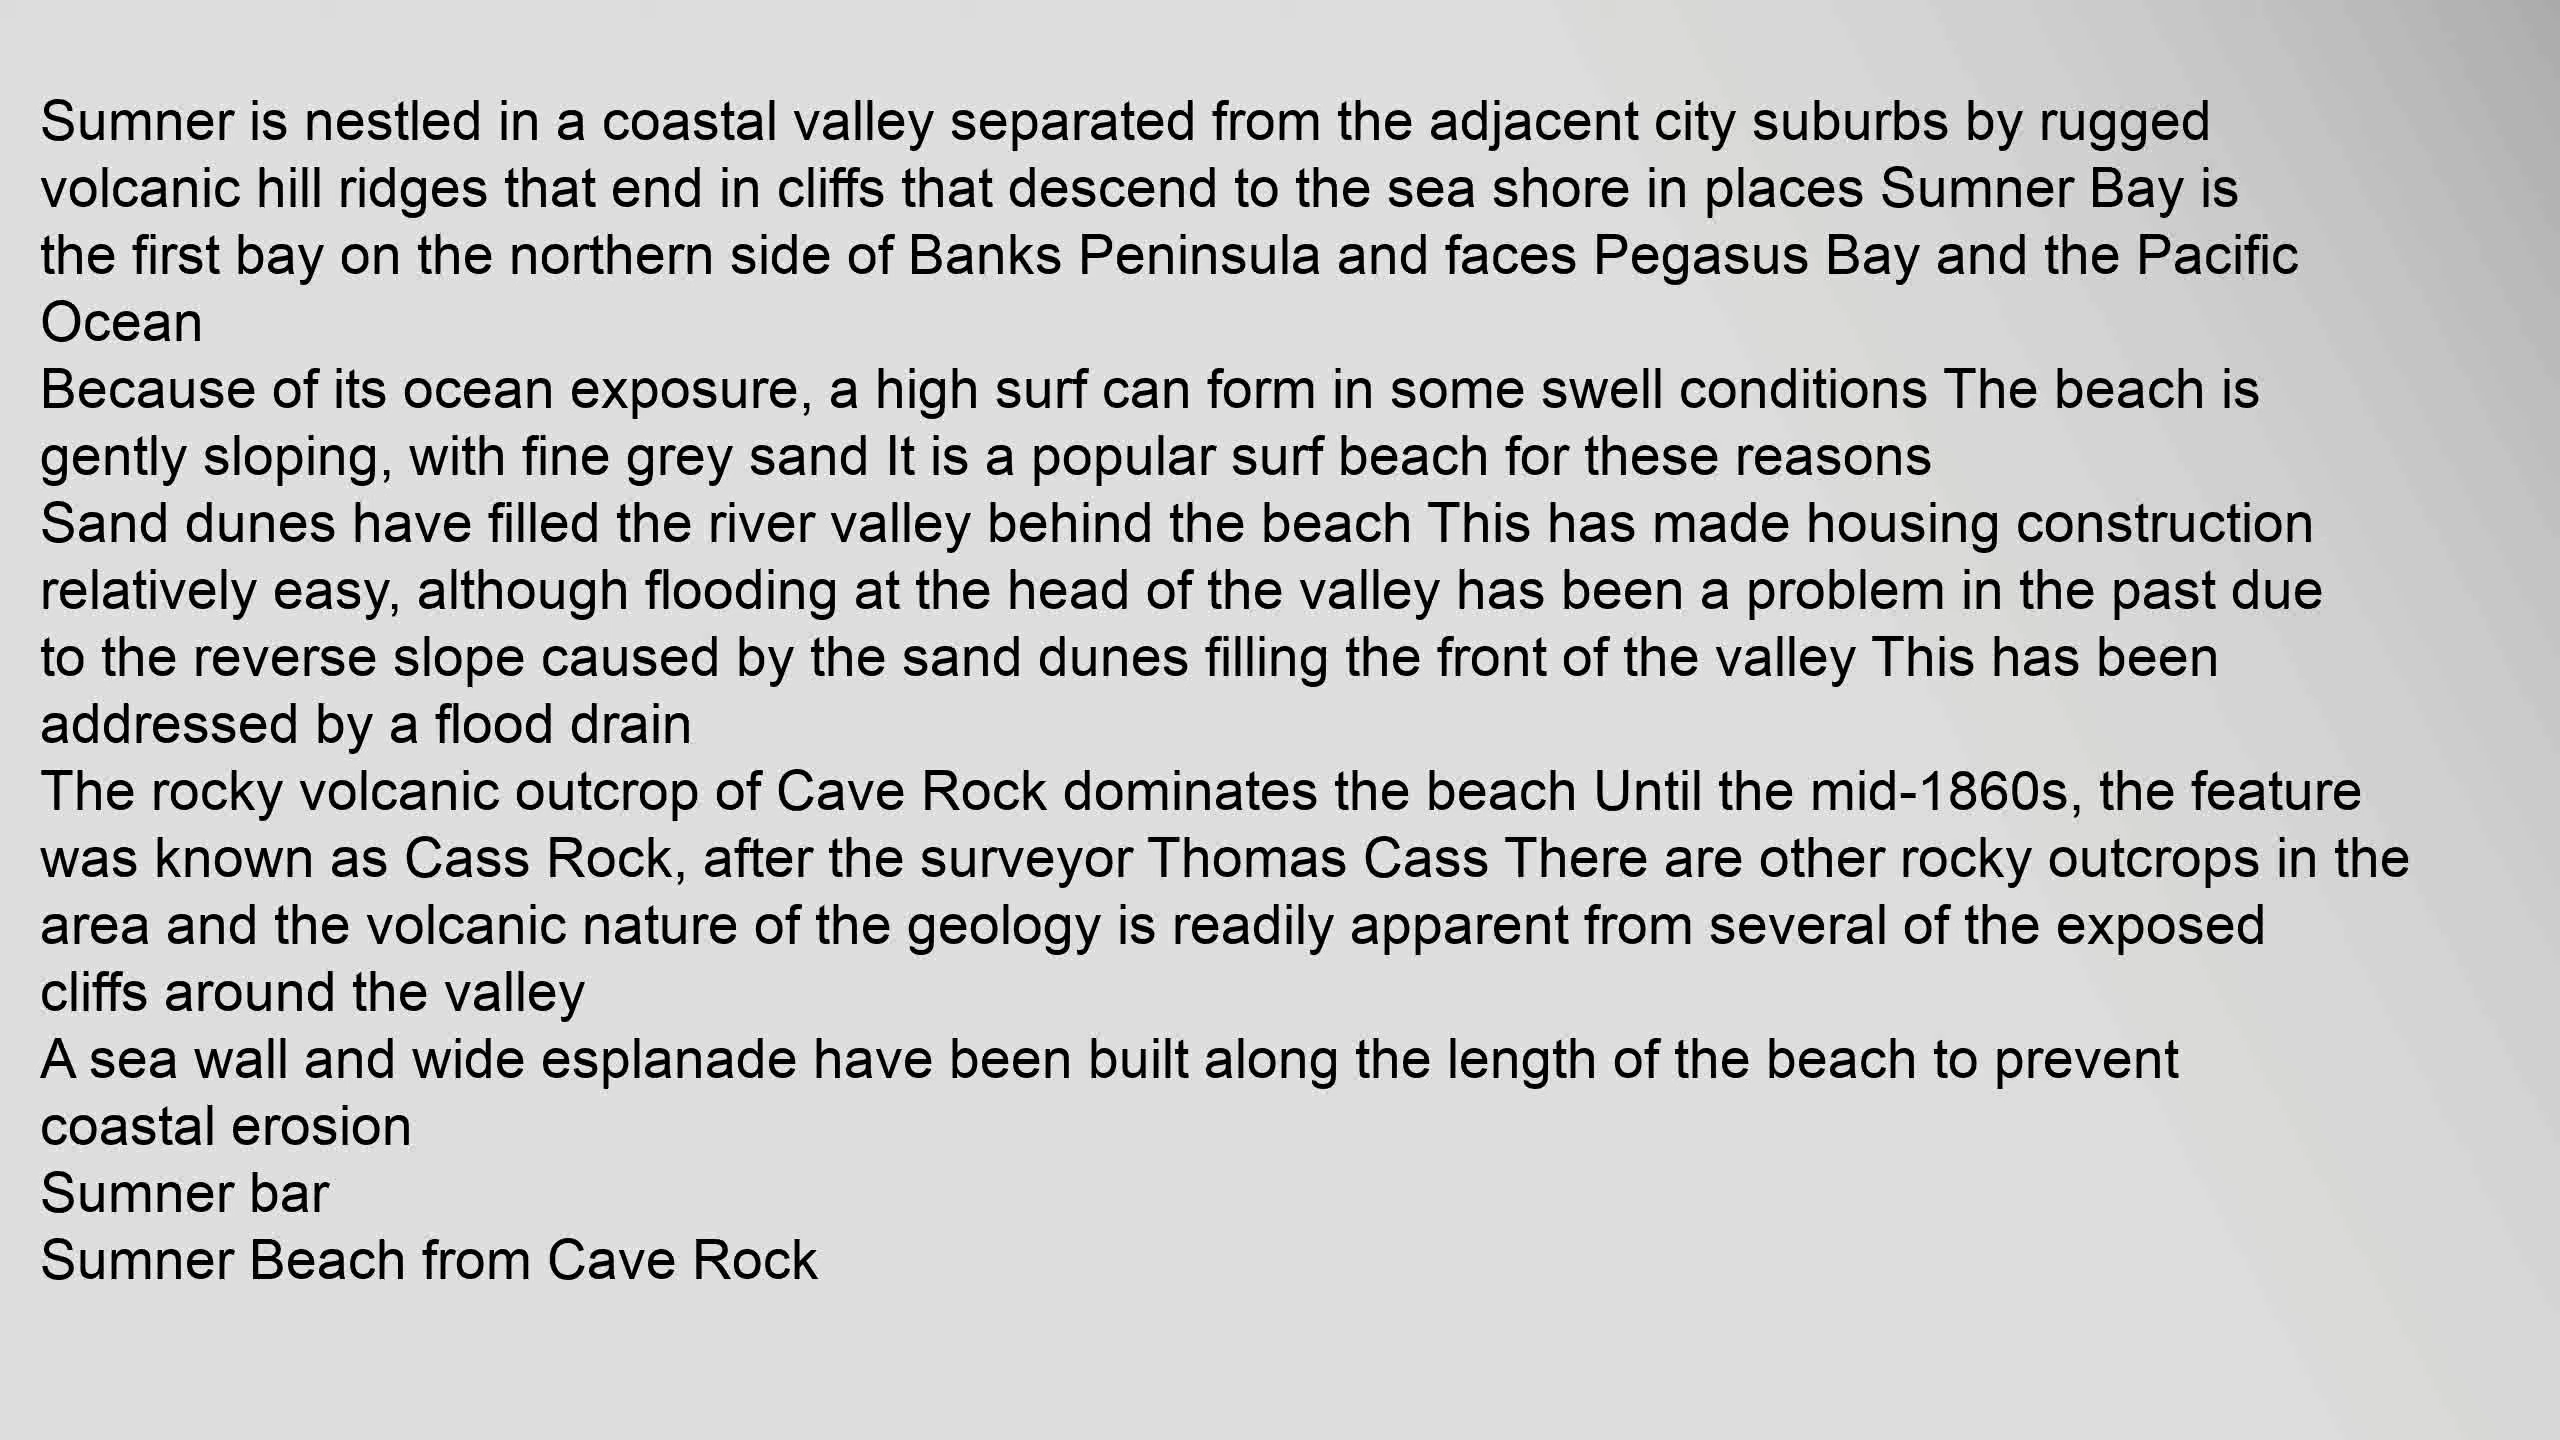 Sumner is nestled in a coastal valley separated from the adjacent city suburbs by rugged
volcanic hill ridges that end in cliffs that descend to the sea shore in places Sumner Bay is
the first bay on the northern side of Banks Peninsula and faces Pegasus Bay and the Pacific
Ocean
Because of its ocean exposure, a high surf can form in some swell conditions The beach is
gently sloping, with fine grey sand It is a popular surf beach for these reasons
Sand dunes have filled the river valley behind the beach This has made housing construction
relatively easy, although flooding at the head of the valley has been a problem in the past due
to the reverse slope caused by the sand dunes filling the front of the valley This has been
addressed by a flood drain
The rocky volcanic outcrop of Cave Rock dominates the beach Until the mid-1860s, the feature
was known as Cass Rock, after the surveyor Thomas Cass There are other rocky outcrops in the
area and the volcanic nature of the geology is readily apparent from several of the exposed
cliffs around the valley
A sea wall and wide esplanade have been built along the length of the beach to prevent
coastal erosion
Sumner bar
Sumner Beach from Cave Rock